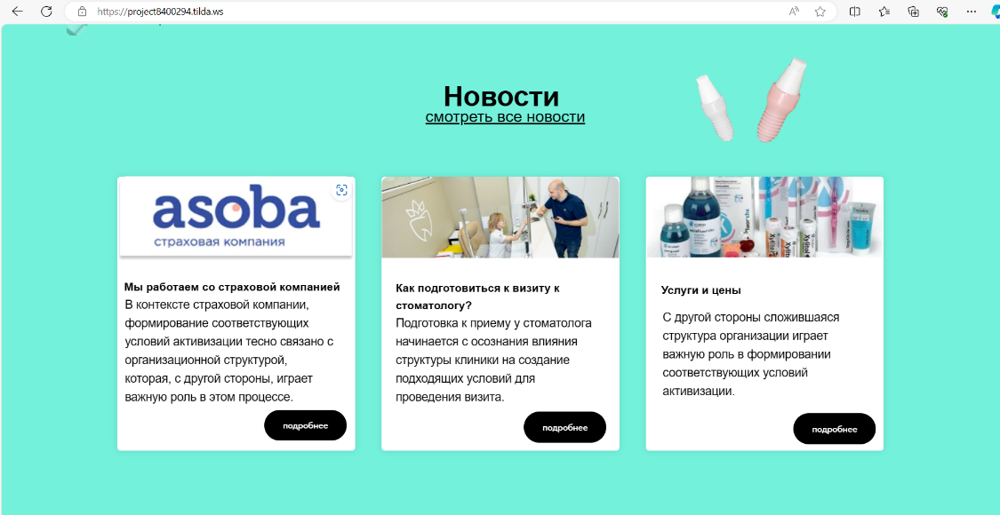 https://project8400294.tilda.ws
Новости
смотреть все новости
asoba
страховая компания
Мы работаем со страховой компанией
В контексте страховой компании,
формирование соответствующих
условий активизации тесно связано с
организационной структурой,
которая, с другой стороны, играет
важную роль в этом процессе.
подробнее
Как подготовиться к визиту к
стоматологу?
Подготовка к приему у стоматолога
начинается с осознания влияния
структуры клиники на создание
подходящих условий для
проведения визита.
подробнее
Услуги и цены
С другой стороны сложившаяся
структура организации играет
важную роль в формировании
соответствующих условий
активизации.
подробнее